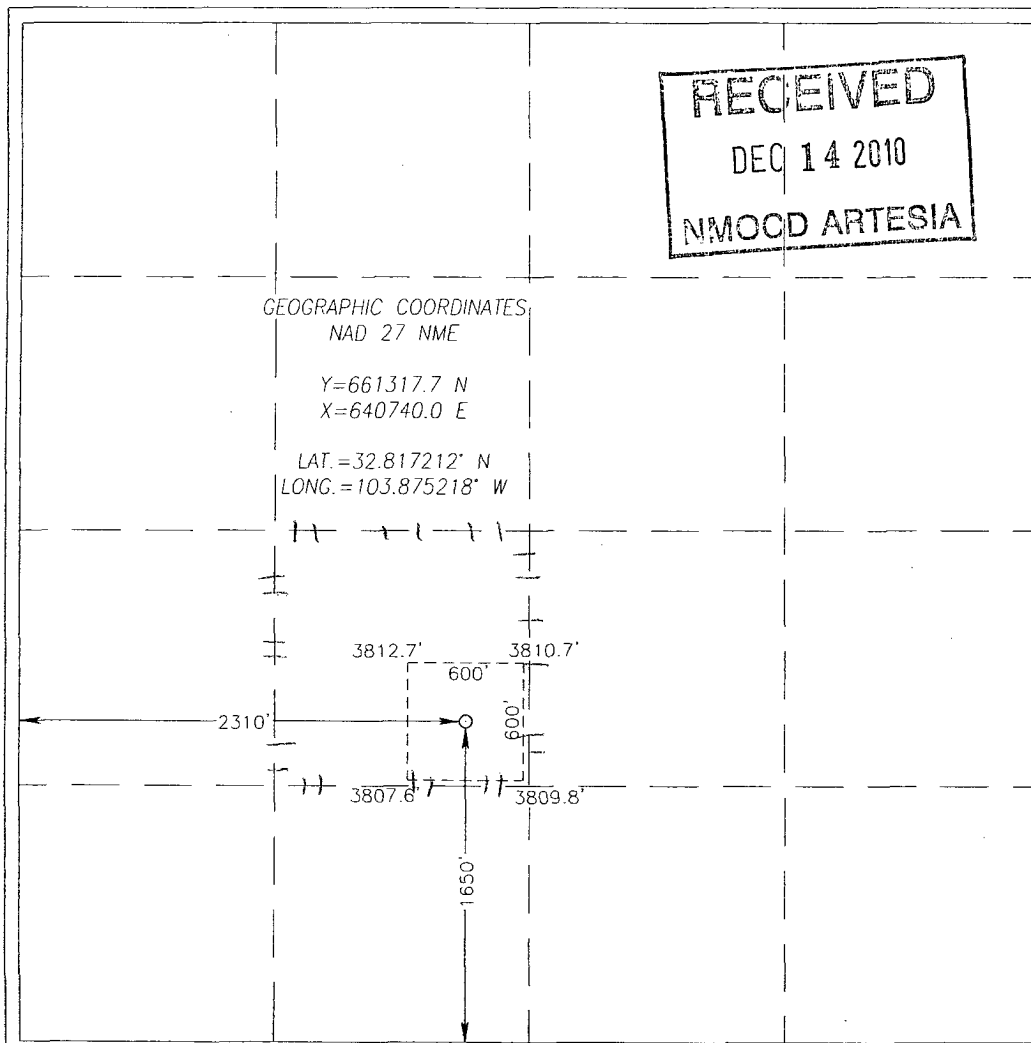 RECEIVED
DEC 14 2010
NMOCD ARTESIA
GEOGRAPHIC COORDINATES
NAD 27 NME
Y=661317.7 N
X=640740.0 E
LAT.=32.817212° N
LONG.=103.875218° W
3812.7' 3810.7'
600'
600'
2310'
3807.6' 3809.8'
1650'